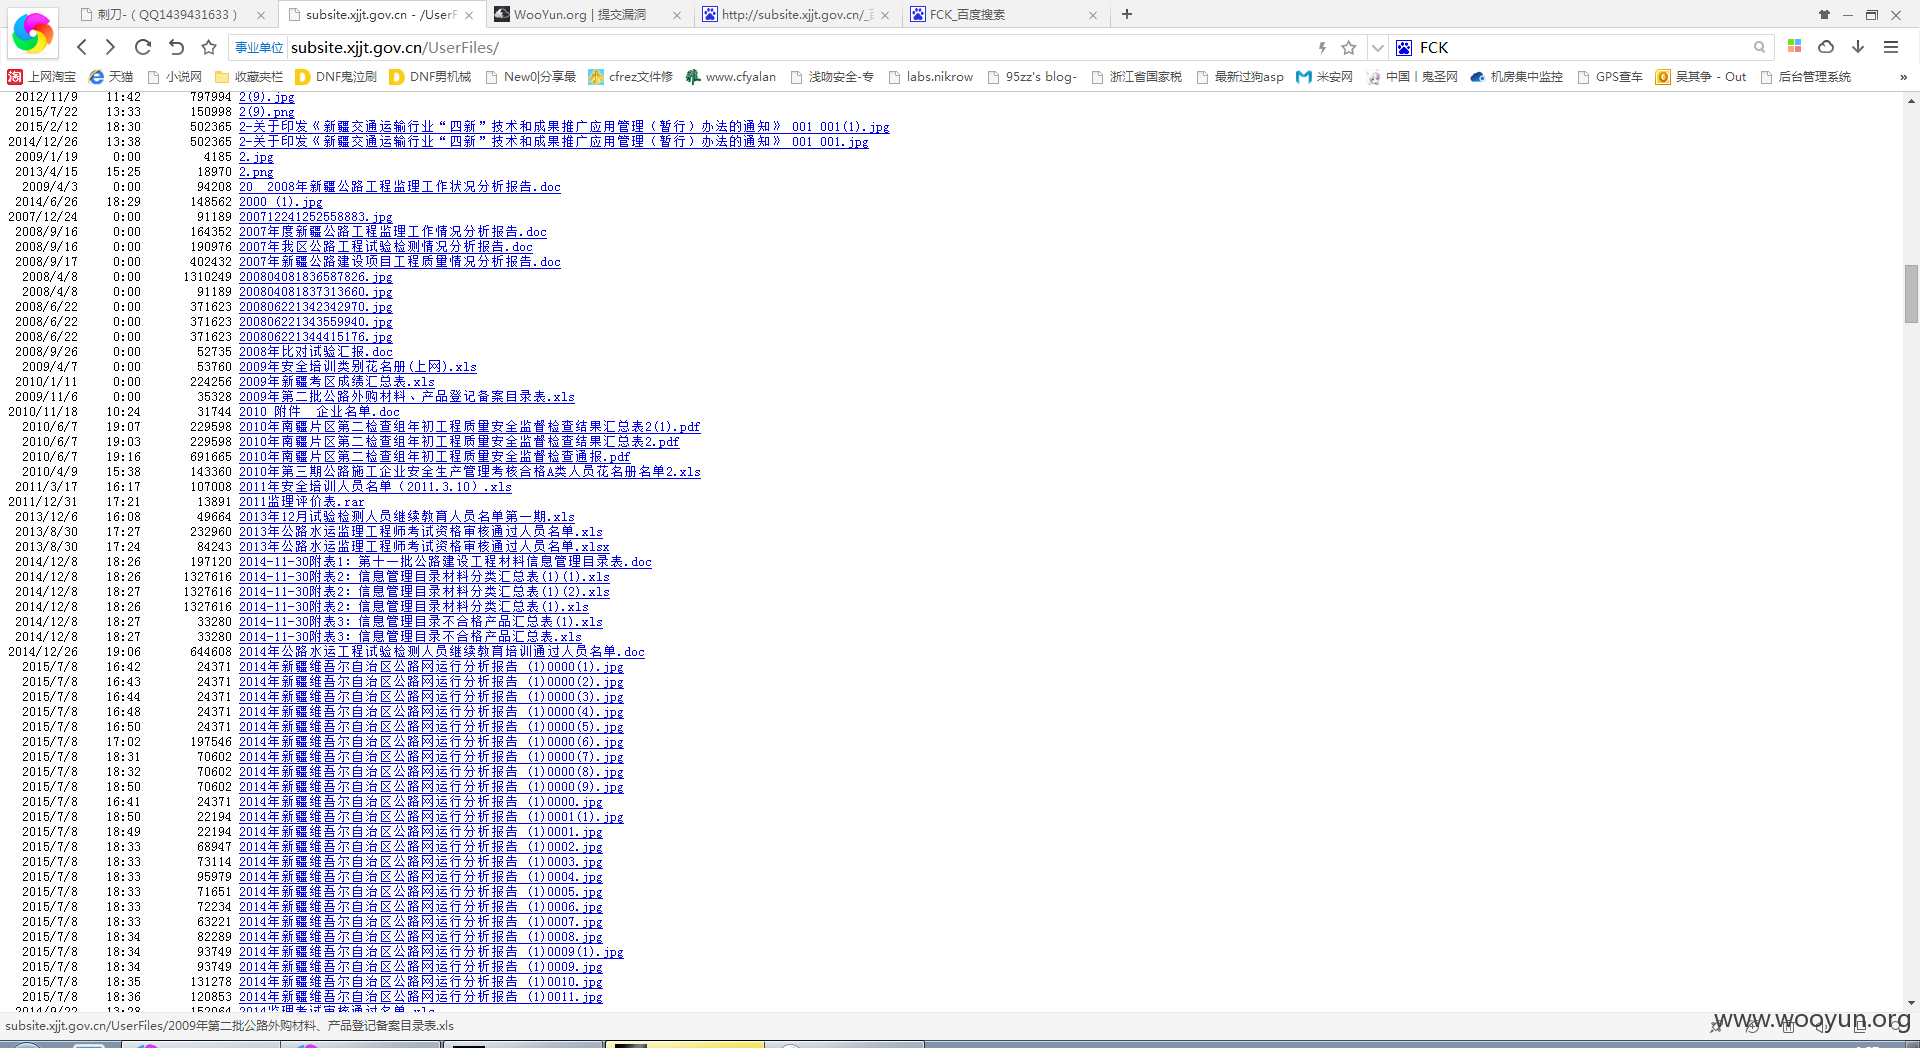 刺刀-（ QQ1439431633 ）
subsite.xjjt.gov.cn - /UserF
WooYun.org | 提交漏洞
http://subsite.xjjt.gov.cn/_
FCK_百度搜索
事业单位 subsite.xjjt.gov.cn/UserFiles/
FCK
上网淘宝 天猫 小说网 收藏夹栏 DNF鬼泣刷 DNF男机械 New0|分享最 cfrez文件修 www.cfyalan 浅吻安全-专 labs.nikrow 95zz's blog- 浙江省国家税 最新过狗asp 米安网 中国 | 鬼圣网 机房集中监控 GPS查车 吴其争 - Out 后台管理系统 »
2012/11/9 11:42 797994 2(9).jpg
2015/7/22 13:33 150998 2(9).png
2015/2/12 18:30 502365 2-关于印发《新疆交通运输行业“四新”技术和成果推广应用管理（暂行）办法的通知》 001 001(1).jpg
2014/12/26 13:38 502365 2-关于印发《新疆交通运输行业“四新”技术和成果推广应用管理（暂行）办法的通知》 001 001.jpg
2009/1/19 0:00 4185 2.jpg
2013/4/15 15:25 18970 2.png
2009/4/3 0:00 94208 20  2008年新疆公路工程监理工作状况分析报告.doc
2014/6/26 18:29 148562 2000 (1).jpg
2007/12/24 0:00 91189 200712241252558883.jpg
2008/9/16 0:00 164352 2007年度新疆公路工程监理工作情况分析报告.doc
2008/9/16 0:00 190976 2007年我区公路工程试验检测情况分析报告.doc
2008/9/17 0:00 402432 2007年新疆公路建设项目工程质量情况分析报告.doc
2008/4/8 0:00 1310249 200804081836587826.jpg
2008/4/8 0:00 91189 200804081837313660.jpg
2008/6/22 0:00 371623 200806221342342970.jpg
2008/6/22 0:00 371623 200806221343559940.jpg
2008/6/22 0:00 371623 200806221344415176.jpg
2008/9/26 0:00 52735 2008年比对试验汇报.doc
2009/4/7 0:00 53760 2009年安全培训类别花名册(上网).xls
2010/1/11 0:00 224256 2009年新疆考区成绩汇总表.xls
2009/11/6 0:00 35328 2009年第二批公路外购材料、产品登记备案目录表.xls
2010/11/18 10:24 31744 2010 附件  企业名单.doc
2010/6/7 19:07 229598 2010年南疆片区第二检查组年初工程质量安全监督检查结果汇总表2(1).pdf
2010/6/7 19:03 229598 2010年南疆片区第二检查组年初工程质量安全监督检查结果汇总表2.pdf
2010/6/7 19:16 691665 2010年南疆片区第二检查组年初工程质量安全监督检查通报.pdf
2010/4/9 15:38 143360 2010年第三期公路施工企业安全生产管理考核合格A类人员花名册名单2.xls
2011/3/17 16:17 107008 2011年安全培训人员名单（2011.3.10）.xls
2011/12/31 17:21 13891 2011监理评价表.rar
2013/12/6 16:08 49664 2013年12月试验检测人员继续教育人员名单第一期.xls
2013/8/30 17:27 232960 2013年公路水运监理工程师考试资格审核通过人员名单.xls
2013/8/30 17:24 84243 2013年公路水运监理工程师考试资格审核通过人员名单.xlsx
2014/12/8 18:26 197120 2014-11-30附表1：第十一批公路建设工程材料信息管理目录表.doc
2014/12/8 18:26 1327616 2014-11-30附表2：信息管理目录材料分类汇总表(1)(1).xls
2014/12/8 18:27 1327616 2014-11-30附表2：信息管理目录材料分类汇总表(1)(2).xls
2014/12/8 18:26 1327616 2014-11-30附表2：信息管理目录材料分类汇总表(1).xls
2014/12/8 18:27 33280 2014-11-30附表3：信息管理目录不合格产品汇总表(1).xls
2014/12/8 18:27 33280 2014-11-30附表3：信息管理目录不合格产品汇总表.xls
2014/12/26 19:06 644608 2014年公路水运工程试验检测人员继续教育培训通过人员名单.doc
2015/7/8 16:42 24371 2014年新疆维吾尔自治区公路网运行分析报告 (1)0000(1).jpg
2015/7/8 16:43 24371 2014年新疆维吾尔自治区公路网运行分析报告 (1)0000(2).jpg
2015/7/8 16:44 24371 2014年新疆维吾尔自治区公路网运行分析报告 (1)0000(3).jpg
2015/7/8 16:48 24371 2014年新疆维吾尔自治区公路网运行分析报告 (1)0000(4).jpg
2015/7/8 16:50 24371 2014年新疆维吾尔自治区公路网运行分析报告 (1)0000(5).jpg
2015/7/8 17:02 197546 2014年新疆维吾尔自治区公路网运行分析报告 (1)0000(6).jpg
2015/7/8 18:31 70602 2014年新疆维吾尔自治区公路网运行分析报告 (1)0000(7).jpg
2015/7/8 18:32 70602 2014年新疆维吾尔自治区公路网运行分析报告 (1)0000(8).jpg
2015/7/8 18:50 70602 2014年新疆维吾尔自治区公路网运行分析报告 (1)0000(9).jpg
2015/7/8 16:41 24371 2014年新疆维吾尔自治区公路网运行分析报告 (1)0000.jpg
2015/7/8 18:50 22194 2014年新疆维吾尔自治区公路网运行分析报告 (1)0001(1).jpg
2015/7/8 18:49 22194 2014年新疆维吾尔自治区公路网运行分析报告 (1)0001.jpg
2015/7/8 18:33 68947 2014年新疆维吾尔自治区公路网运行分析报告 (1)0002.jpg
2015/7/8 18:33 73114 2014年新疆维吾尔自治区公路网运行分析报告 (1)0003.jpg
2015/7/8 18:33 95979 2014年新疆维吾尔自治区公路网运行分析报告 (1)0004.jpg
2015/7/8 18:33 71651 2014年新疆维吾尔自治区公路网运行分析报告 (1)0005.jpg
2015/7/8 18:33 72234 2014年新疆维吾尔自治区公路网运行分析报告 (1)0006.jpg
2015/7/8 18:33 63221 2014年新疆维吾尔自治区公路网运行分析报告 (1)0007.jpg
2015/7/8 18:34 82289 2014年新疆维吾尔自治区公路网运行分析报告 (1)0008.jpg
2015/7/8 18:34 93749 2014年新疆维吾尔自治区公路网运行分析报告 (1)0009(1).jpg
2015/7/8 18:34 93749 2014年新疆维吾尔自治区公路网运行分析报告 (1)0009.jpg
2015/7/8 18:35 131278 2014年新疆维吾尔自治区公路网运行分析报告 (1)0010.jpg
2015/7/8 18:36 120853 2014年新疆维吾尔自治区公路网运行分析报告 (1)0011.jpg
2014/9/22 13:28 152064 2014监理考试审核通过名单.xls
subsite.xjjt.gov.cn/UserFiles/2009年第二批公路外购材料、产品登记备案目录表.xls
www.wooyun.org